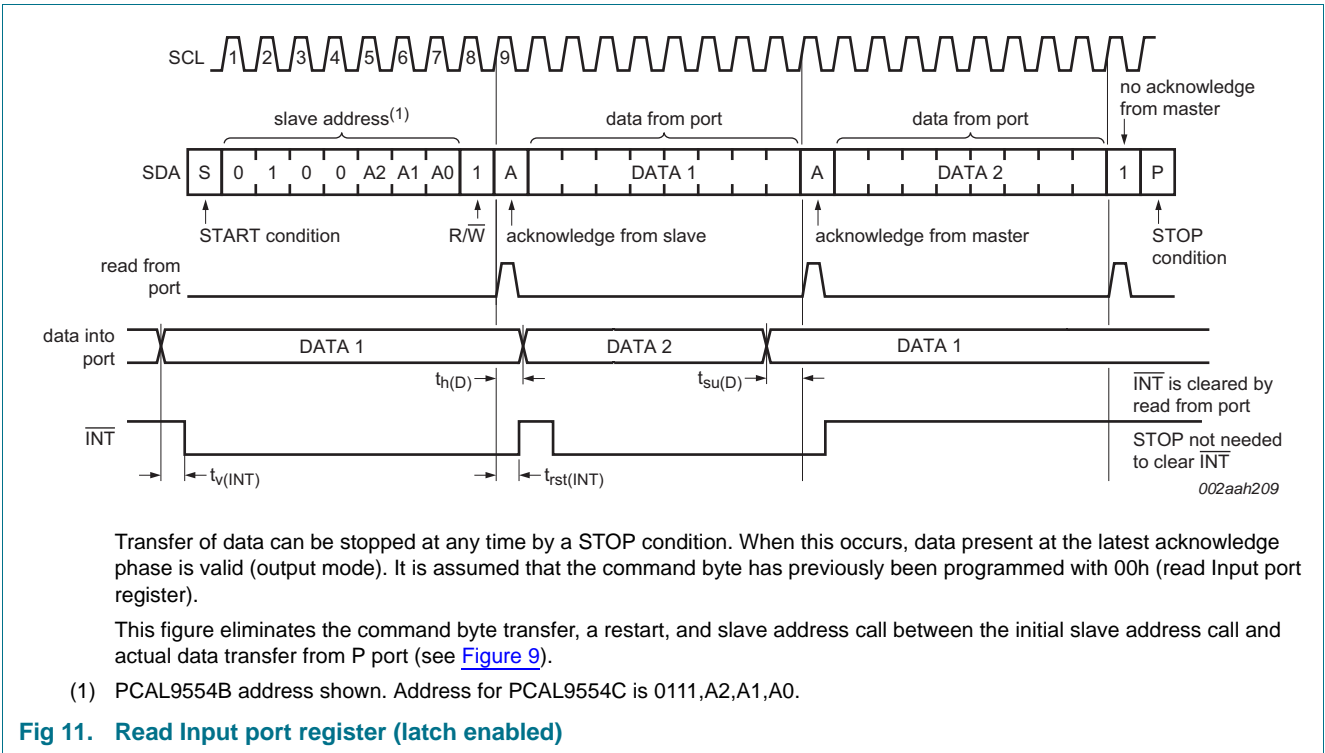 SCL 1 2 3 4 5 6 7 8 9
no acknowledge
from master
slave address(1) data from port data from port
SDA S 0 1 0 0 A2 A1 A0 1 A DATA 1 A DATA 2 1 P
START condition R/W̅ acknowledge from slave acknowledge from master STOP
condition
read from
port
data into
port
DATA 1 DATA 2 DATA 1
th(D) tsu(D)
I̅N̅T̅ is cleared by
read from port
I̅N̅T̅
STOP not needed
to clear I̅N̅T̅
tv(INT) trst(INT)
002aah209
Transfer of data can be stopped at any time by a STOP condition. When this occurs, data present at the latest acknowledge
phase is valid (output mode). It is assumed that the command byte has previously been programmed with 00h (read Input port
register).
This figure eliminates the command byte transfer, a restart, and slave address call between the initial slave address call and
actual data transfer from P port (see Figure 9).
(1) PCAL9554B address shown. Address for PCAL9554C is 0111,A2,A1,A0.
Fig 11. Read Input port register (latch enabled)